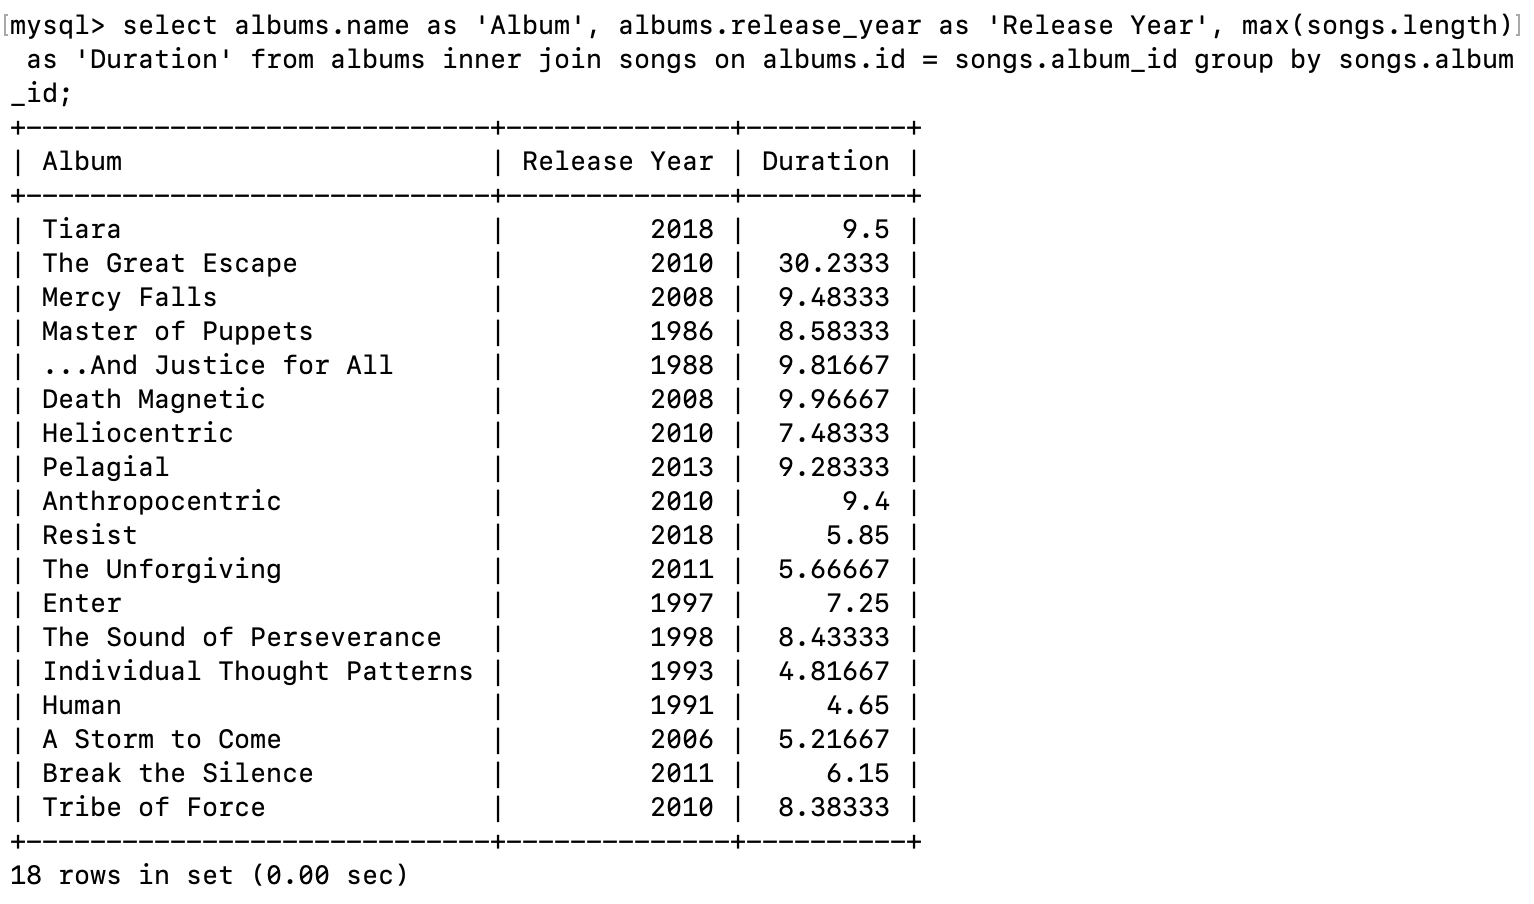 [mysql> select albums.name as 'Album', albums.release_year as 'Release Year', max(songs.length)]
 as 'Duration' from albums inner join songs on albums.id = songs.album_id group by songs.album
_id;
+-----------------------------+--------------+----------+
| Album                       | Release Year | Duration |
+-----------------------------+--------------+----------+
| Tiara                       |         2018 |      9.5 |
| The Great Escape            |         2010 |  30.2333 |
| Mercy Falls                 |         2008 |  9.48333 |
| Master of Puppets           |         1986 |  8.58333 |
| ...And Justice for All      |         1988 |  9.81667 |
| Death Magnetic              |         2008 |  9.96667 |
| Heliocentric                |         2010 |  7.48333 |
| Pelagial                    |         2013 |  9.28333 |
| Anthropocentric             |         2010 |      9.4 |
| Resist                      |         2018 |     5.85 |
| The Unforgiving             |         2011 |  5.66667 |
| Enter                       |         1997 |     7.25 |
| The Sound of Perseverance   |         1998 |  8.43333 |
| Individual Thought Patterns |         1993 |  4.81667 |
| Human                       |         1991 |     4.65 |
| A Storm to Come             |         2006 |  5.21667 |
| Break the Silence           |         2011 |     6.15 |
| Tribe of Force              |         2010 |  8.38333 |
+-----------------------------+--------------+----------+
18 rows in set (0.00 sec)